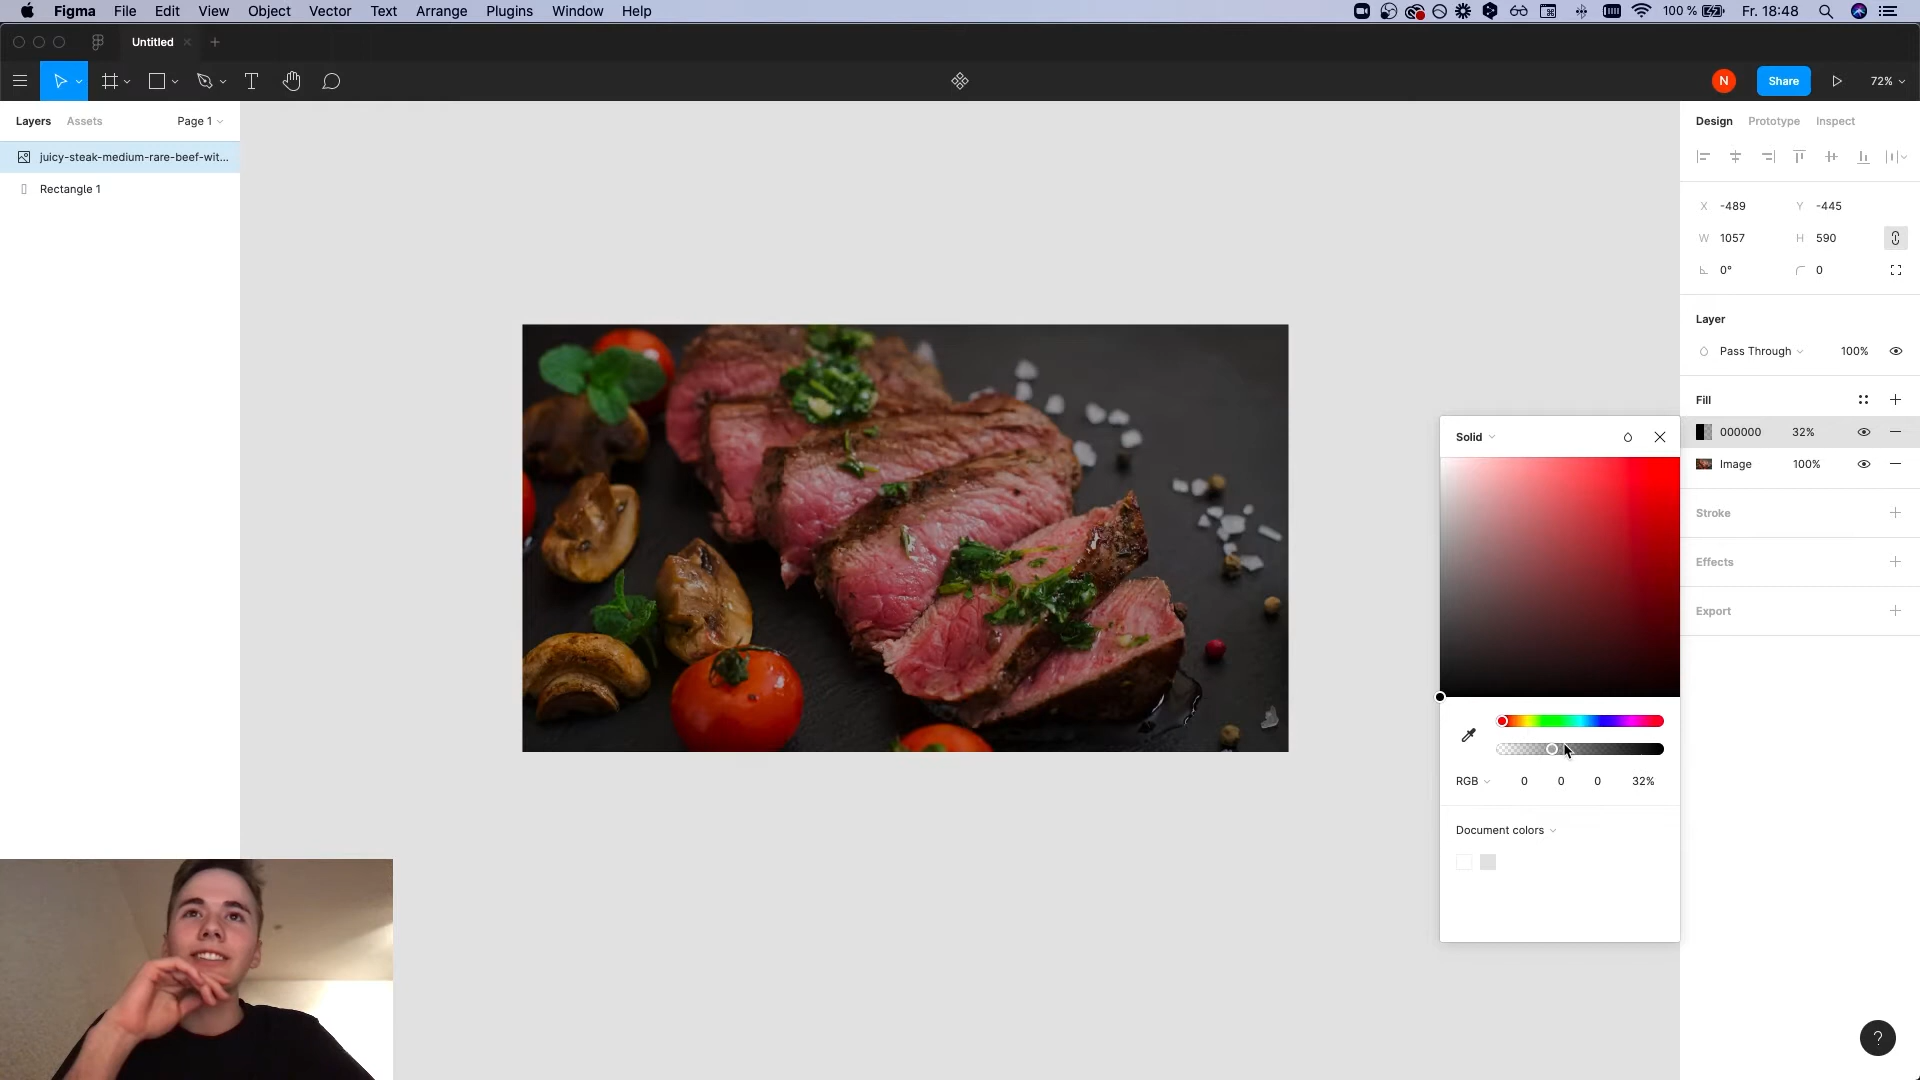 Figma File Edit View Object Vector Text Arrange Plugins Window Help 100 % Fr. 18:48
Untitled
N Share 72%
Layers Assets Page 1
juicy-steak-medium-rare-beef-wit...
Rectangle 1
Design Prototype Inspect
X -489 Y -445
W 1057 H 590
0° 0
Layer
Pass Through 100%
Fill
000000 32%
Image 100%
Stroke
Effects
Export
Solid
RGB 0 0 0 32%
Document colors
?